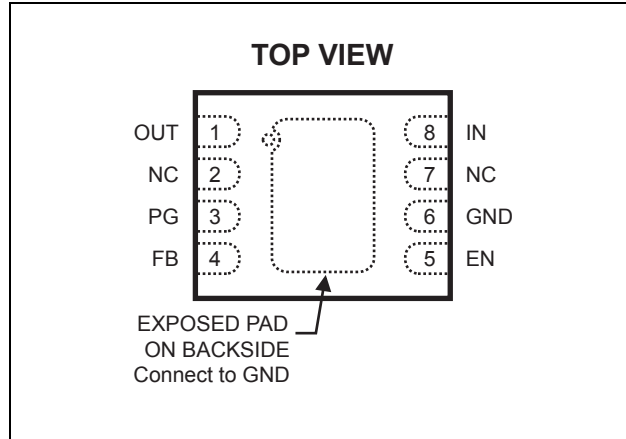 TOP VIEW
OUT 1 8 IN
NC 2 7 NC
PG 3 6 GND
FB 4 5 EN
EXPOSED PAD
ON BACKSIDE
Connect to GND